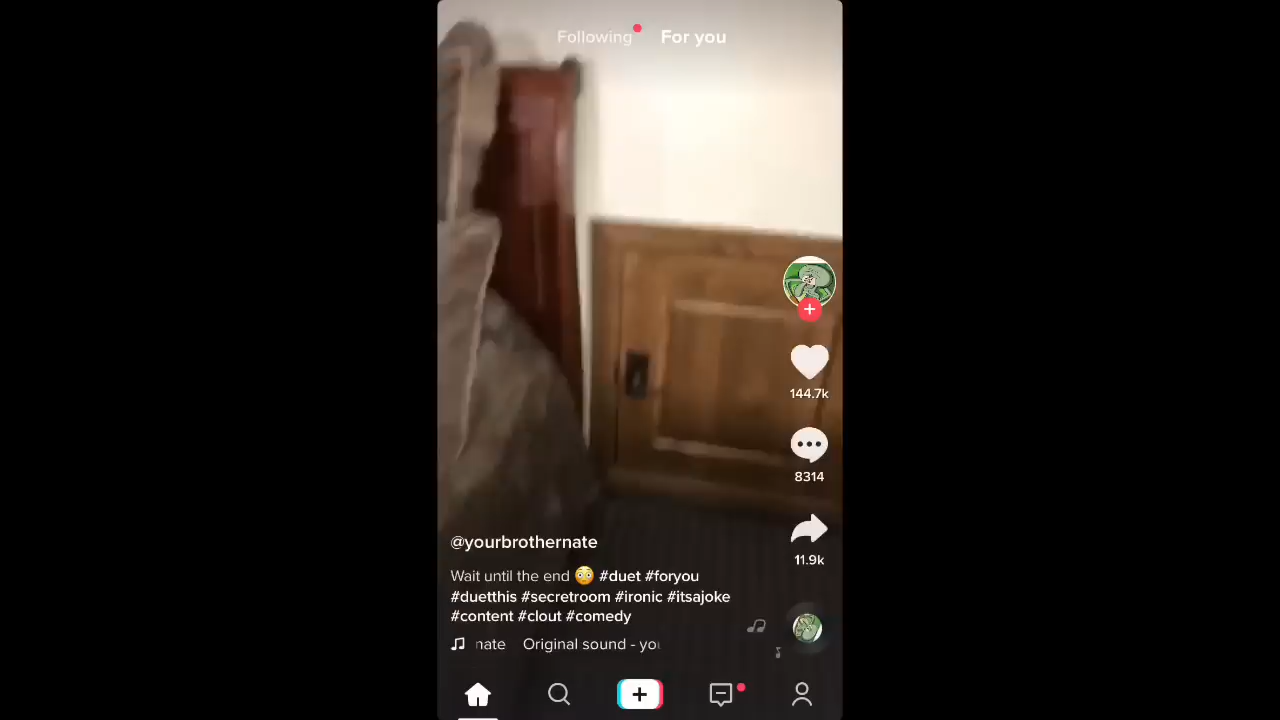 Following For you
144.7k
8314
11.9k
@yourbrothernate
Wait until the end 😳 #duet #foryou
#duetthis #secretroom #ironic #itsajoke
#content #clout #comedy
nate Original sound - you